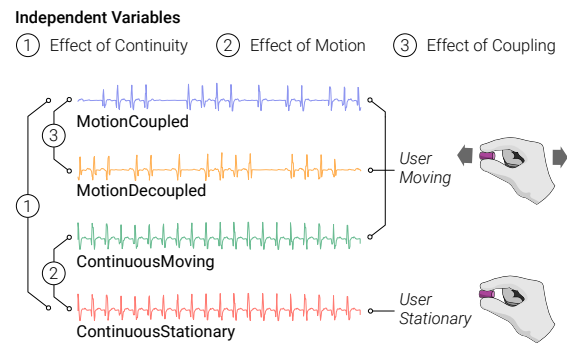 Independent Variables
1 Effect of Continuity 2 Effect of Motion 3 Effect of Coupling
MotionCoupled
3
User
Moving
MotionDecoupled
1
ContinuousMoving
2
User
Stationary
ContinuousStationary